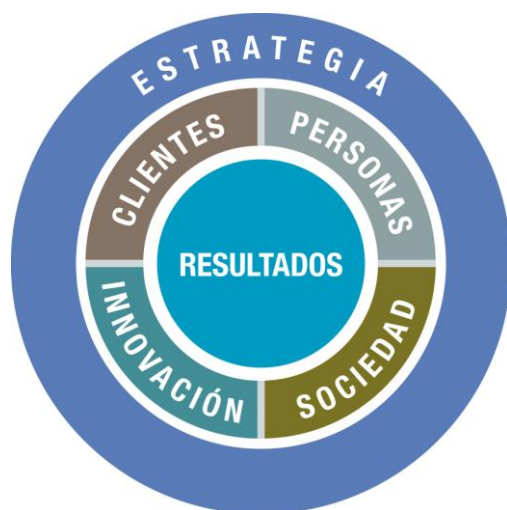 ESTRATEGIA
CLIENTES
PERSONAS
RESULTADOS
INNOVACIÓN
SOCIEDAD